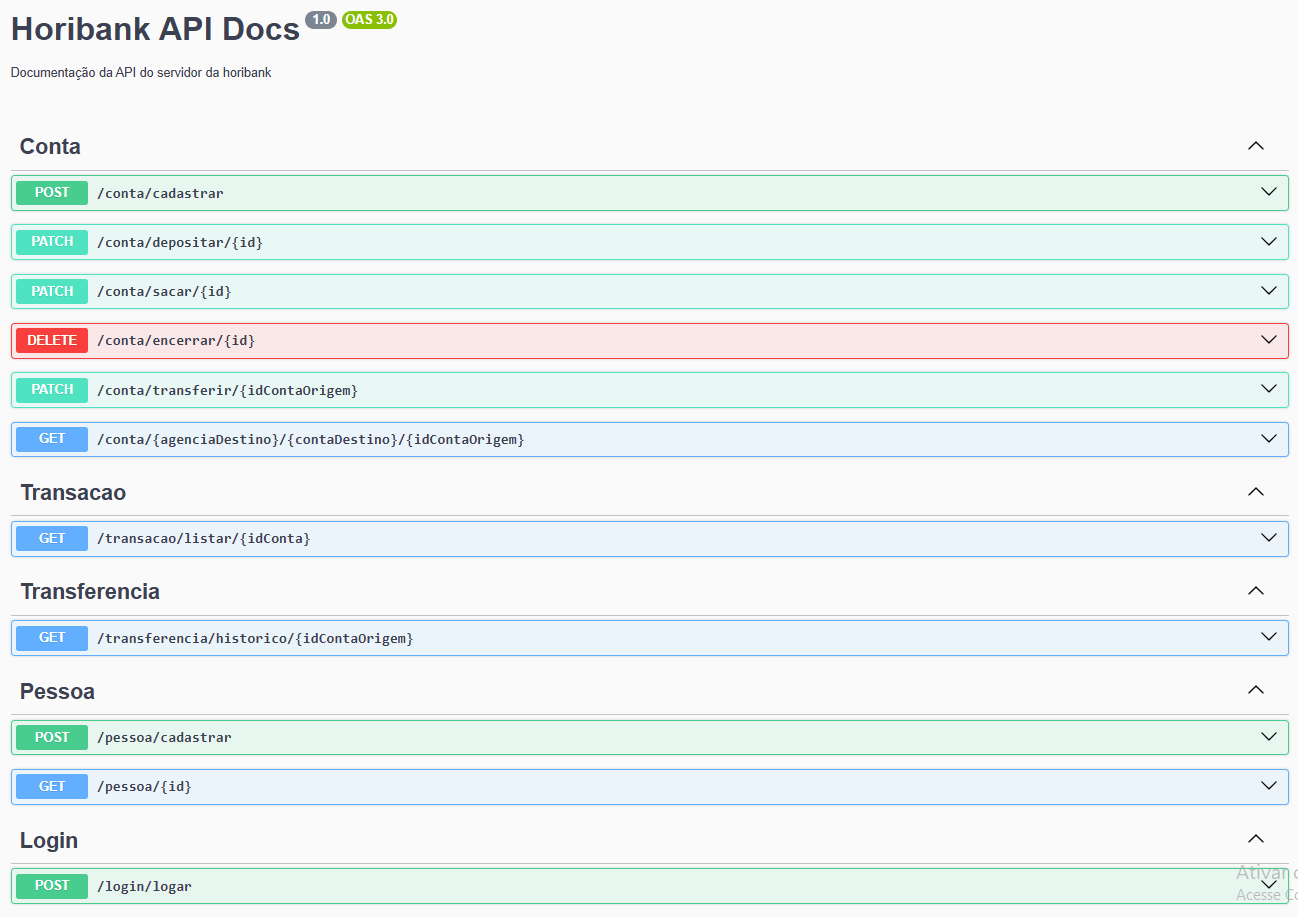 Horibank API Docs 1.0 OAS 3.0
Documentação da API do servidor da horibank
Conta
POST /conta/cadastrar
PATCH /conta/depositar/{id}
PATCH /conta/sacar/{id}
DELETE /conta/encerrar/{id}
PATCH /conta/transferir/{idContaOrigem}
GET /conta/{agenciaDestino}/{contaDestino}/{idContaOrigem}
Transacao
GET /transacao/listar/{idConta}
Transferencia
GET /transferencia/historico/{idContaOrigem}
Pessoa
POST /pessoa/cadastrar
GET /pessoa/{id}
Login
POST /login/logar
Ativar
Acesse